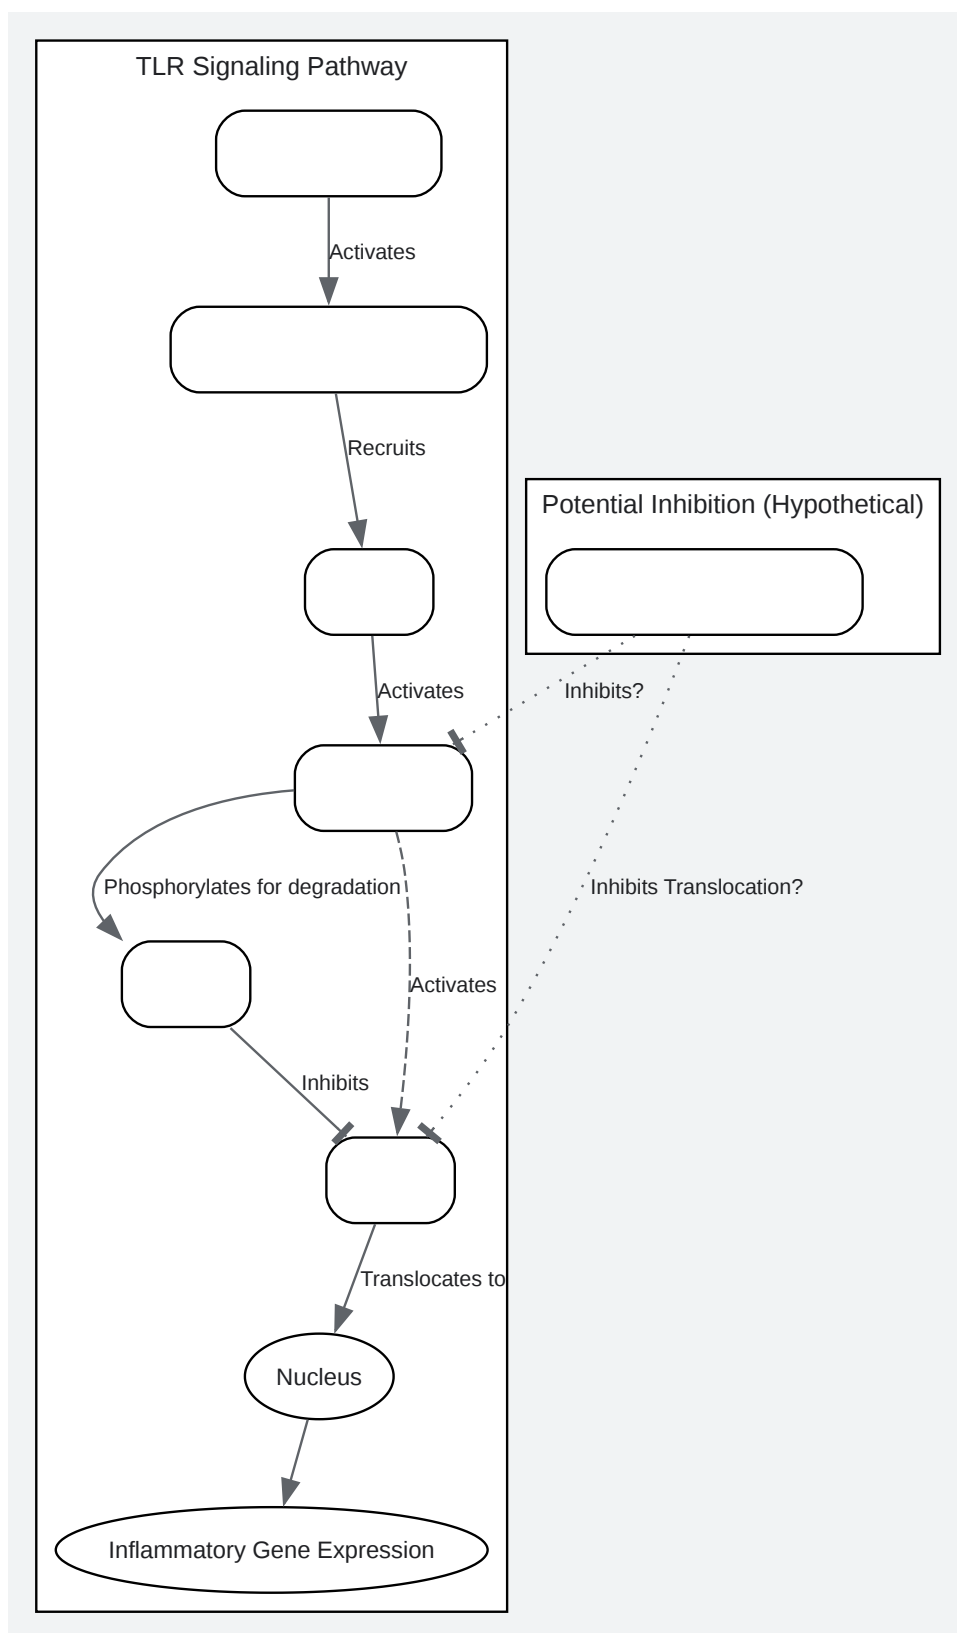 TLR Signaling Pathway
Activates
Recruits
Potential Inhibition (Hypothetical)
Activates
Inhibits?
Phosphorylates for degradation
Inhibits Translocation?
Activates
Inhibits
Translocates to
Nucleus
Inflammatory Gene Expression